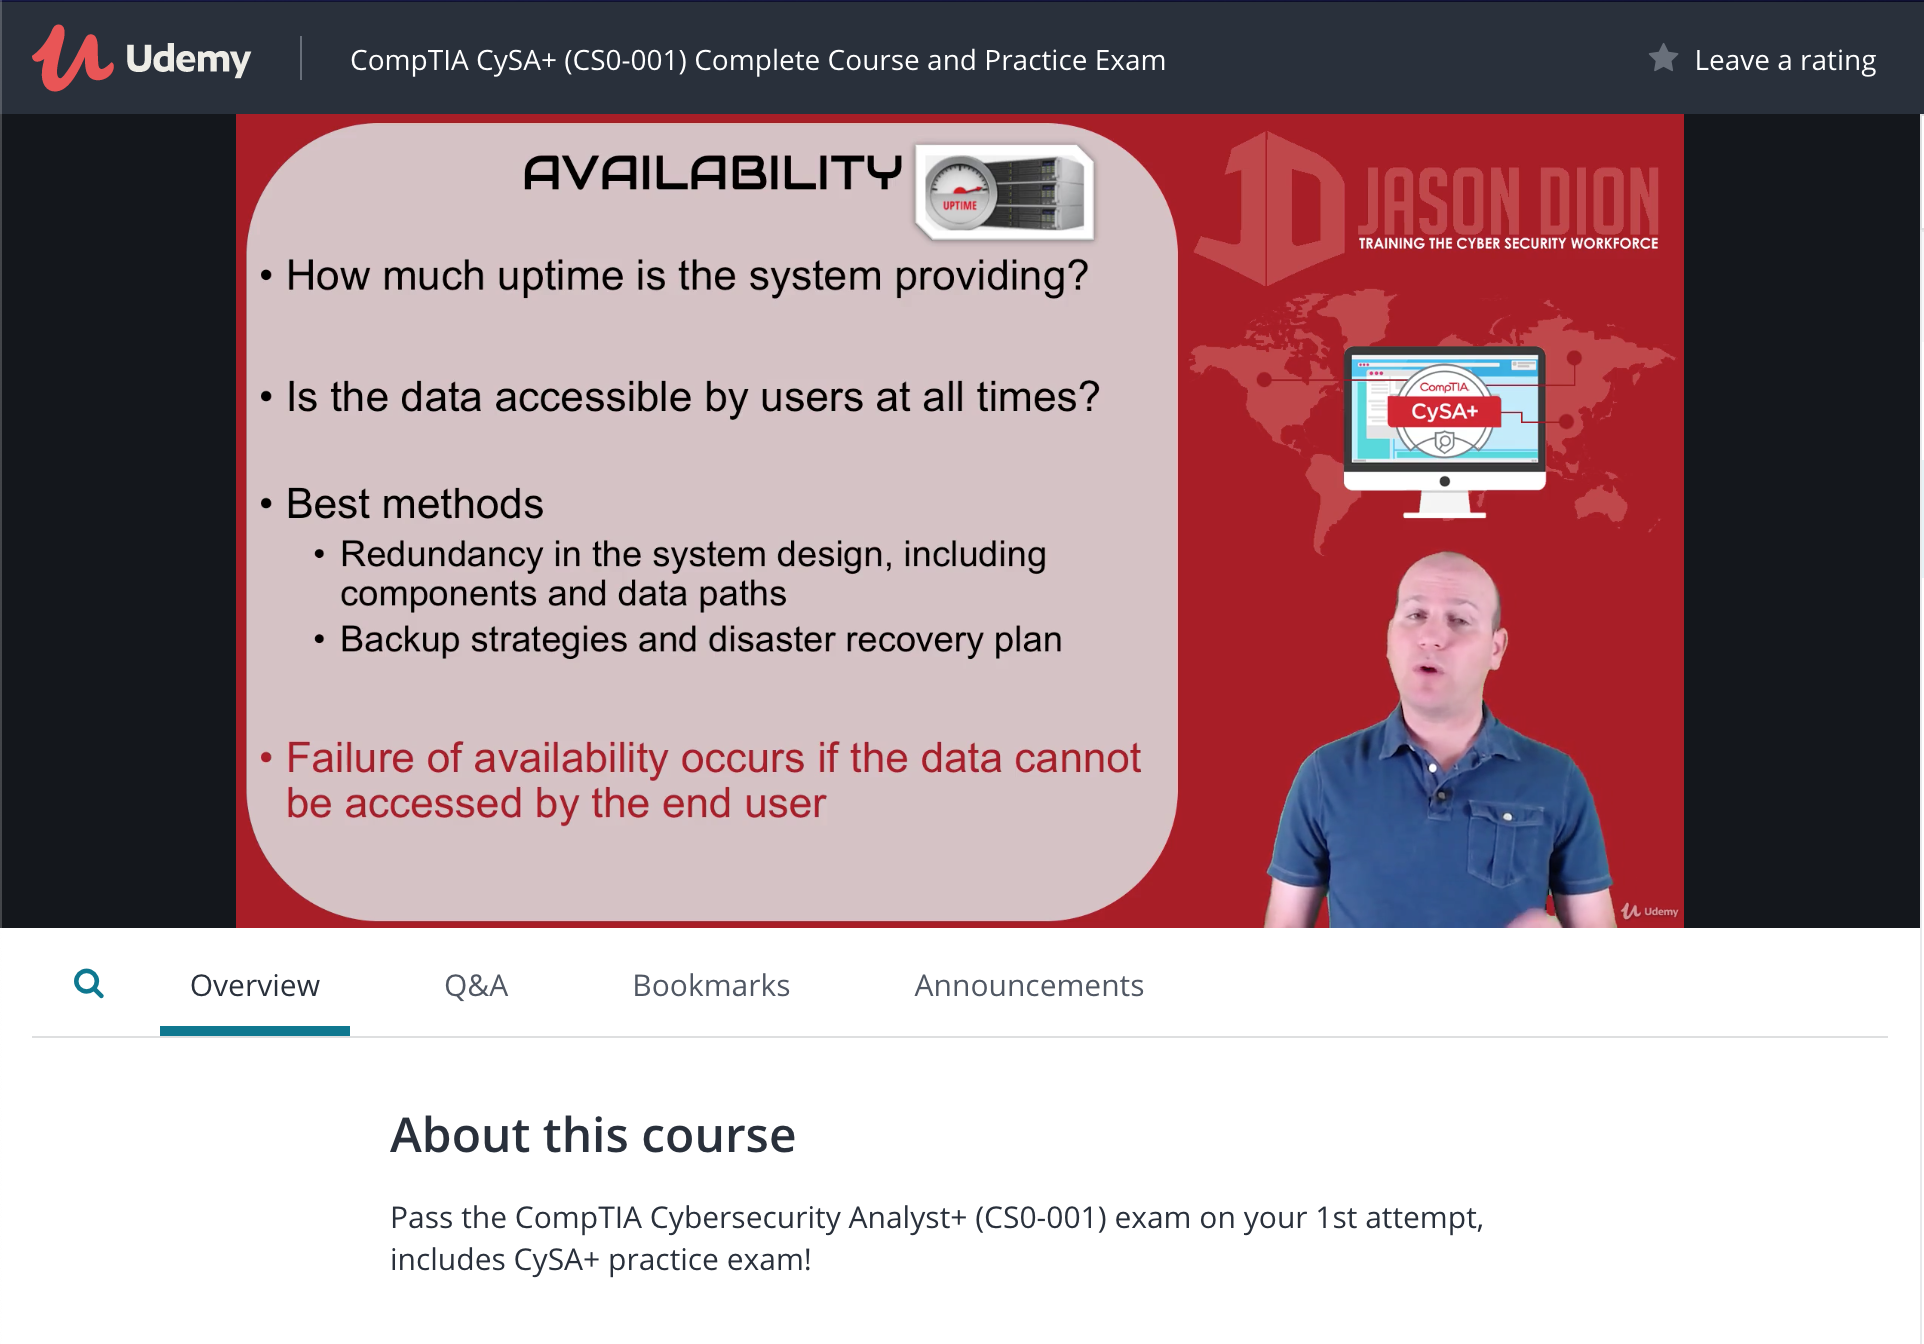 Udemy
CompTIA CySA+ (CS0-001) Complete Course and Practice Exam
Leave a rating
AVAILABILITY
UPTIME
• How much uptime is the system providing?
• Is the data accessible by users at all times?
• Best methods
• Redundancy in the system design, including
components and data paths
• Backup strategies and disaster recovery plan
• Failure of availability occurs if the data cannot
be accessed by the end user
JD JASON DION
TRAINING THE CYBER SECURITY WORKFORCE
CompTIA
CySA+
Udemy
Overview
Q&A
Bookmarks
Announcements
About this course
Pass the CompTIA Cybersecurity Analyst+ (CS0-001) exam on your 1st attempt,
includes CySA+ practice exam!